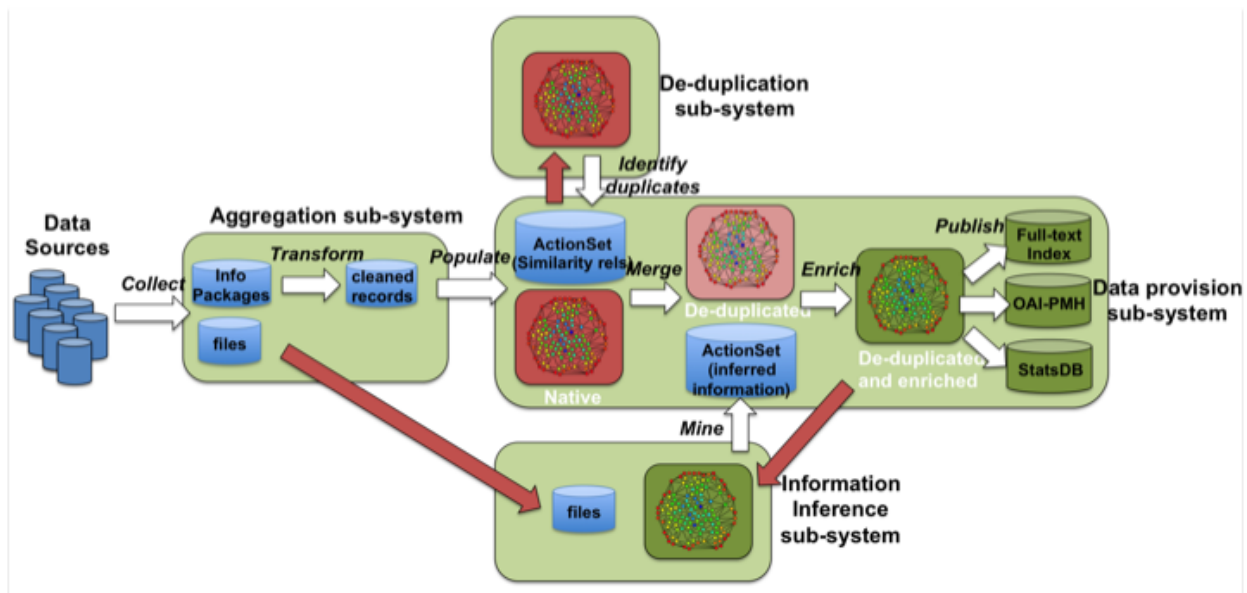 De-duplication
sub-system
Identify
duplicates
Data
Sources
Aggregation sub-system
Collect
Info
Packages
Transform
cleaned
records
files
Populate
ActionSet
(Similarity rels)
Native
Merge
De-duplicated
ActionSet
(inferred
information)
Enrich
De-duplicated
and enriched
Publish
Full-text
Index
OAI-PMH
StatsDB
Data provision
sub-system
Mine
files
Information
Inference
sub-system